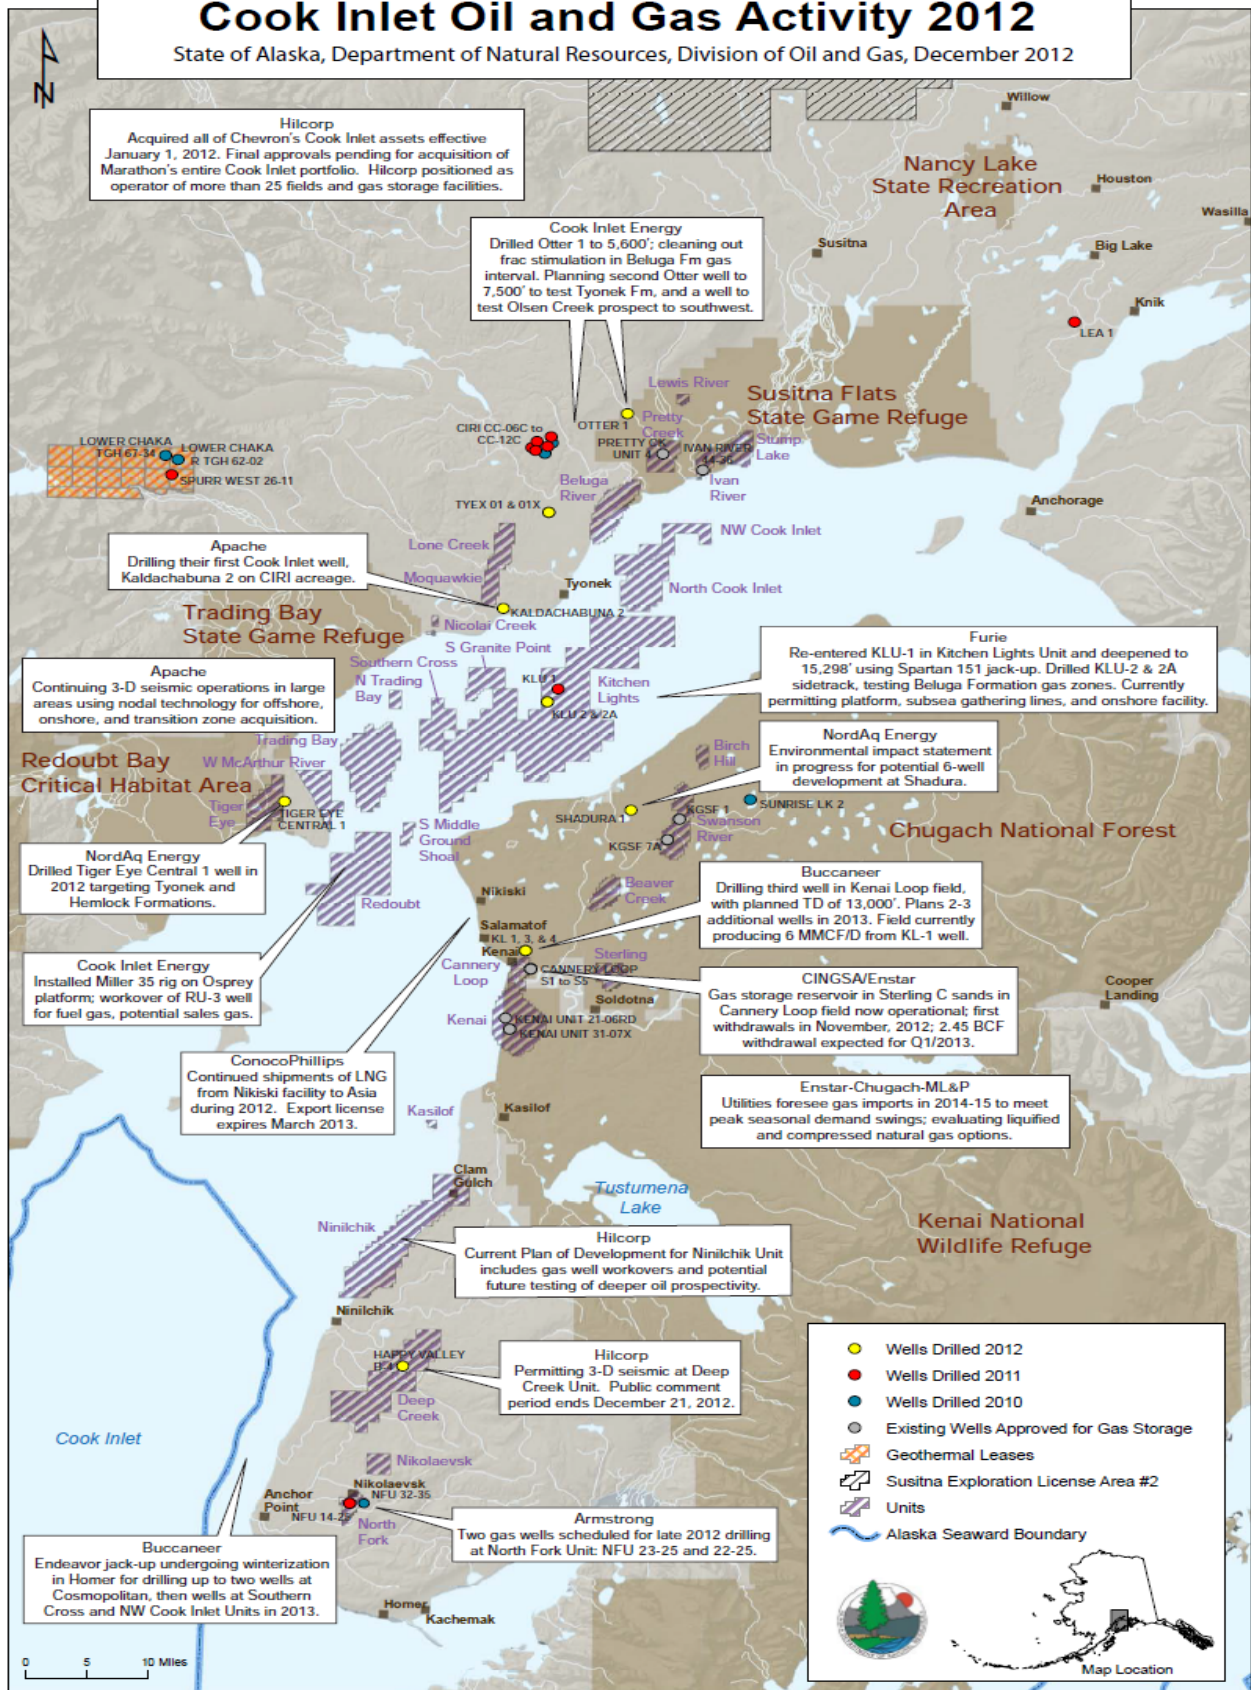 Cook Inlet Oil and Gas Activity 2012
State of Alaska, Department of Natural Resources, Division of Oil and Gas, December 2012
N
Hilcorp
Acquired all of Chevron's Cook Inlet assets effective
January 1, 2012. Final approvals pending for acquisition of
Marathon's entire Cook Inlet portfolio. Hilcorp positioned as
operator of more than 25 fields and gas storage facilities.
Willow
Nancy Lake
State Recreation
Area
Houston
Wasilla
Susitna
Big Lake
Knik
LEA 1
Cook Inlet Energy
Drilled Otter 1 to 5,600'; cleaning out
frac stimulation in Beluga Fm gas
interval. Planning second Otter well to
7,500' to test Tyonek Fm, and a well to
test Olsen Creek prospect to southwest.
Lewis River
Susitna Flats
State Game Refuge
OTTER 1
Pretty
Creek
PRETTY CK
UNIT 4
IVAN RIVER
44-36
Stump
Lake
Ivan
River
CIRI CC-06C to
CC-12C
LOWER CHAKA
TGH 67-34
LOWER CHAKA
R TGH 62-02
SPURR WEST 26-11
Beluga
River
TYEX 01 & 01X
Anchorage
NW Cook Inlet
Lone Creek
Apache
Drilling their first Cook Inlet well,
Kaldachabuna 2 on CIRI acreage.
Moquawkie
Tyonek
North Cook Inlet
KALDACHABUNA 2
Trading Bay
State Game Refuge
Nicolai Creek
S Granite Point
Southern Cross
N Trading
Bay
KLU 1
Kitchen
Lights
KLU 2 & 2A
Furie
Re-entered KLU-1 in Kitchen Lights Unit and deepened to
15,298' using Spartan 151 jack-up. Drilled KLU-2 & 2A
sidetrack, testing Beluga Formation gas zones. Currently
permitting platform, subsea gathering lines, and onshore facility.
Apache
Continuing 3-D seismic operations in large
areas using nodal technology for offshore,
onshore, and transition zone acquisition.
Trading Bay
Redoubt Bay
Critical Habitat Area
W McArthur River
Tiger
Eye
TIGER EYE
CENTRAL 1
Birch
Hill
NordAq Energy
Environmental impact statement
in progress for potential 6-well
development at Shadura.
SHADURA 1
KGSF 1
SUNRISE LK 2
Swanson
River
KGSF 7A
Chugach National Forest
S Middle
Ground
Shoal
NordAq Energy
Drilled Tiger Eye Central 1 well in
2012 targeting Tyonek and
Hemlock Formations.
Redoubt
Nikiski
Beaver
Creek
Buccaneer
Drilling third well in Kenai Loop field,
with planned TD of 13,000'. Plans 2-3
additional wells in 2013. Field currently
producing 6 MMCF/D from KL-1 well.
Salamatof
KL 1, 3, & 4
Kenai
Cannery
Loop
CANNERY LOOP
S1 to S5
Sterling
Soldotna
Cook Inlet Energy
Installed Miller 35 rig on Osprey
platform; workover of RU-3 well
for fuel gas, potential sales gas.
CINGSA/Enstar
Gas storage reservoir in Sterling C sands in
Cannery Loop field now operational; first
withdrawals in November, 2012; 2.45 BCF
withdrawal expected for Q1/2013.
Cooper
Landing
Kenai
KENAI UNIT 21-06RD
KENAI UNIT 31-07X
ConocoPhillips
Continued shipments of LNG
from Nikiski facility to Asia
during 2012. Export license
expires March 2013.
Enstar-Chugach-ML&P
Utilities foresee gas imports in 2014-15 to meet
peak seasonal demand swings; evaluating liquified
and compressed natural gas options.
Kasilof
Kasilof
Clam
Gulch
Tustumena
Lake
Ninilchik
Kenai National
Wildlife Refuge
Hilcorp
Current Plan of Development for Ninilchik Unit
includes gas well workovers and potential
future testing of deeper oil prospectivity.
Ninilchik
HAPPY VALLEY
B-4
Hilcorp
Permitting 3-D seismic at Deep
Creek Unit. Public comment
period ends December 21, 2012.
Deep
Creek
Cook Inlet
Nikolaevsk
Nikolaevsk
NFU 32-35
Anchor
Point
NFU 14-25
North
Fork
Armstrong
Two gas wells scheduled for late 2012 drilling
at North Fork Unit: NFU 23-25 and 22-25.
Buccaneer
Endeavor jack-up undergoing winterization
in Homer for drilling up to two wells at
Cosmopolitan, then wells at Southern
Cross and NW Cook Inlet Units in 2013.
Homer
Kachemak
0 5 10 Miles
Wells Drilled 2012
Wells Drilled 2011
Wells Drilled 2010
Existing Wells Approved for Gas Storage
Geothermal Leases
Susitna Exploration License Area #2
Units
Alaska Seaward Boundary
Map Location